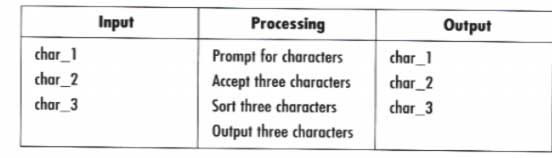 Input Processing Output
char_1 Prompt for characters char_1
char_2 Accept three characters char_2
char_3 Sort three characters char_3
Output three characters